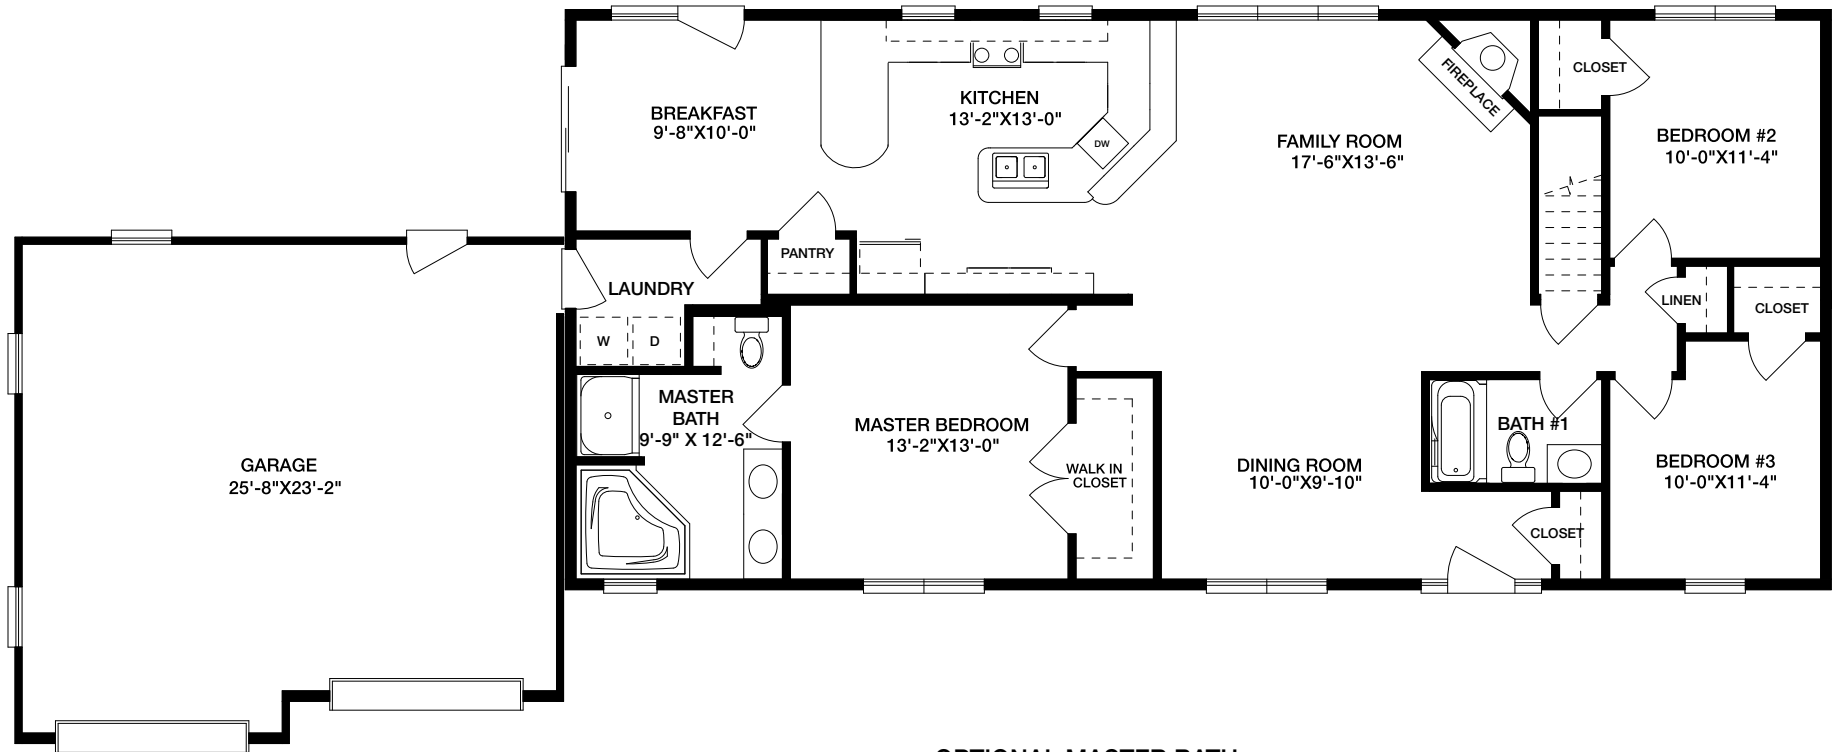 BREAKFAST
9'-8"X10'-0"
KITCHEN
13'-2"X13'-0"
DW
FAMILY ROOM
17'-6"X13'-6"
FIREPLACE
CLOSET
BEDROOM #2
10'-0"X11'-4"
PANTRY
LAUNDRY
W
D
LINEN
CLOSET
MASTER
BATH
9'-9" X 12'-6"
MASTER BEDROOM
13'-2"X13'-0"
WALK IN
CLOSET
DINING ROOM
10'-0"X9'-10"
BATH #1
BEDROOM #3
10'-0"X11'-4"
CLOSET
GARAGE
25'-8"X23'-2"
OPTIONAL MASTER BATH